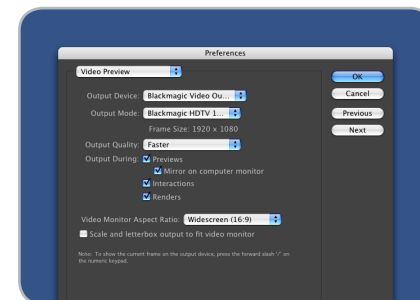 Preferences
Video Preview
OK
Output Device: Blackmagic Video Ou...
Cancel
Output Mode: Blackmagic HDTV 1...
Previous
Frame Size: 1920 x 1080
Next
Output Quality: Faster
Output During: Previews
Mirror on computer monitor
Interactions
Renders
Video Monitor Aspect Ratio: Widescreen (16:9)
Scale and letterbox output to fit video monitor
Note: To show the current frame on the output device, press the forward slash "/" on
the numeric keypad.